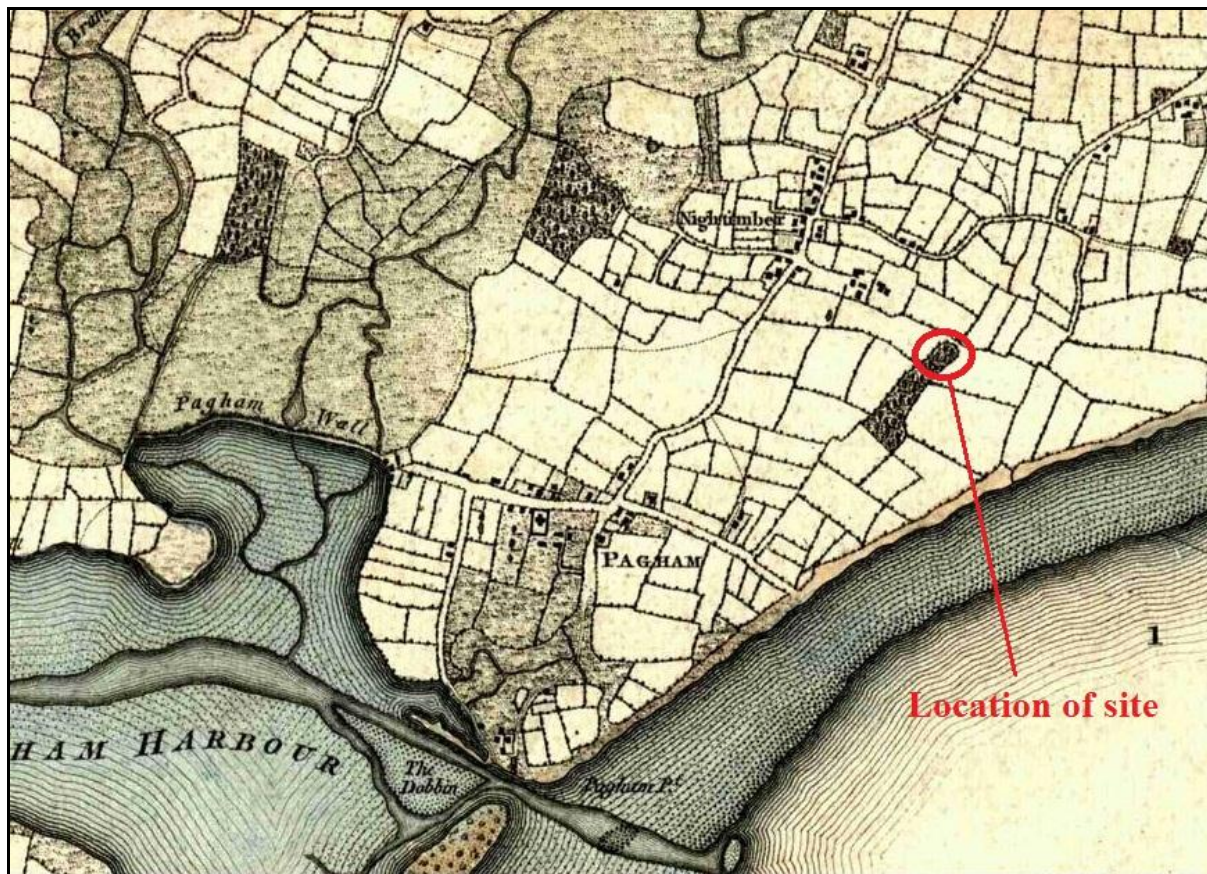 Nightimber
Pagham Wall
PAGHAM
Location of site
1
HAM HARBOUR
The
Dobbin
Pagham Pt